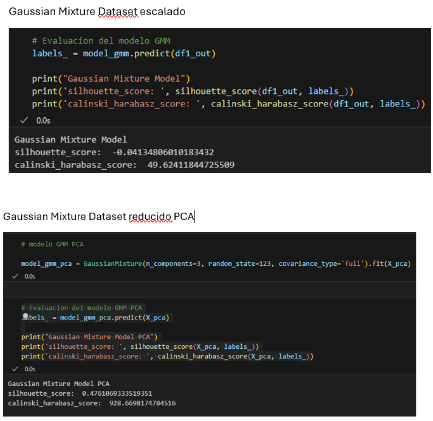 Gaussian Mixture Dataset escalado
# Evaluacion del modelo GMM
labels_ = model_gmm.predict(df1_out)
print("Gaussian Mixture Model")
print('silhouette_score: ', silhouette_score(df1_out, labels_))
print('calinski_harabasz_score: ', calinski_harabasz_score(df1_out, labels_))
0.0s
Gaussian Mixture Model
silhouette_score:  -0.04134806010183432
calinski_harabasz_score:  49.62411844725509
Gaussian Mixture Dataset reducido PCA
# modelo GMM PCA
model_gmm_pca = GaussianMixture(n_components=3, random_state=123, covariance_type='full').fit(X_pca)
0.0s
# Evaluacion del modelo GMM PCA
bels_ = model_gmm_pca.predict(X_pca)
print("Gaussian Mixture Model PCA")
print('silhouette_score: ', silhouette_score(X_pca, labels_))
print('calinski_harabasz_score: ', calinski_harabasz_score(X_pca, labels_))
0.0s
Gaussian Mixture Model PCA
silhouette_score:  0.4761069333519351
calinski_harabasz_score:  928.6698174784516